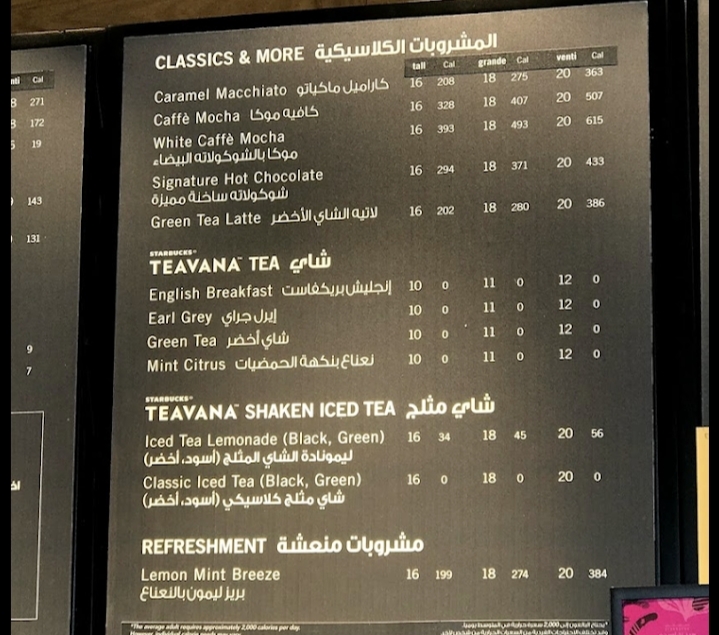 nti Cal
8 271
8 172
5 19
143
131
9
7
CLASSICS & MORE المشروبات الكلاسيكية
tall Cal grande Cal venti Cal
Caramel Macchiato كاراميل ماكياتو 16 208 18 275 20 363
Caffè Mocha كافيه موكا 16 328 18 407 20 507
White Caffè Mocha 16 393 18 493 20 615
موكا بالشوكولاته البيضاء
Signature Hot Chocolate 16 294 18 371 20 433
شوكولاته ساخنة مميزة
Green Tea Latte لاتيه الشاي الأخضر 16 202 18 280 20 386
STARBUCKS™
TEAVANA™ TEA شاي
English Breakfast إنجليش بريكفاست 10 0 11 0 12 0
Earl Grey إيرل جراي 10 0 11 0 12 0
Green Tea شاي أخضر 10 0 11 0 12 0
Mint Citrus نعناع بنكهة الحمضيات 10 0 11 0 12 0
STARBUCKS™
TEAVANA™ SHAKEN ICED TEA شاي مثلج
Iced Tea Lemonade (Black, Green) 16 34 18 45 20 56
ليمونادة الشاي المثلج (أسود، أخضر)
Classic Iced Tea (Black, Green) 16 0 18 0 20 0
شاي مثلج كلاسيكي (أسود، أخضر)
REFRESHMENT مشروبات منعشة
Lemon Mint Breeze 16 199 18 274 20 384
بريز ليمون بالنعناع
*The average adult requires approximately 2,000 calories per day.